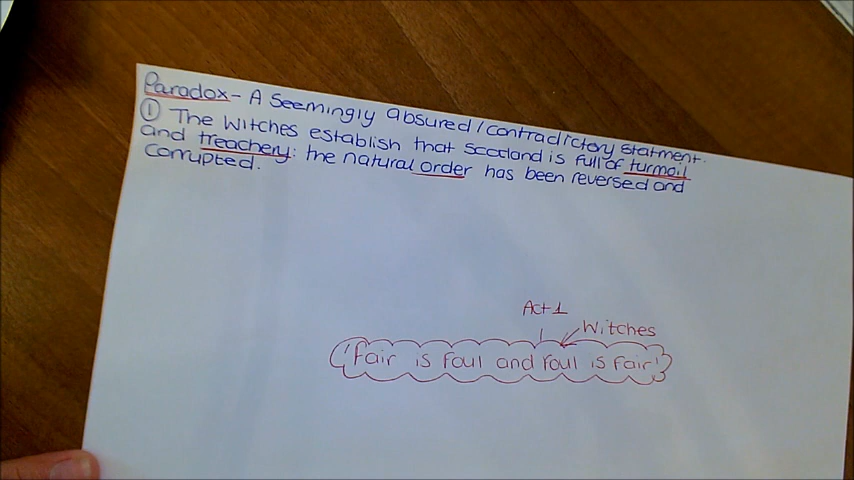 Paradox - A Seemingly absured / contradictory statment.
① The Witches establish that Scotland is full of turmoil
and treachery: the natural order has been reversed and
corrupted.
Act 1
Witches
'Fair is Foul and Foul is Fair'